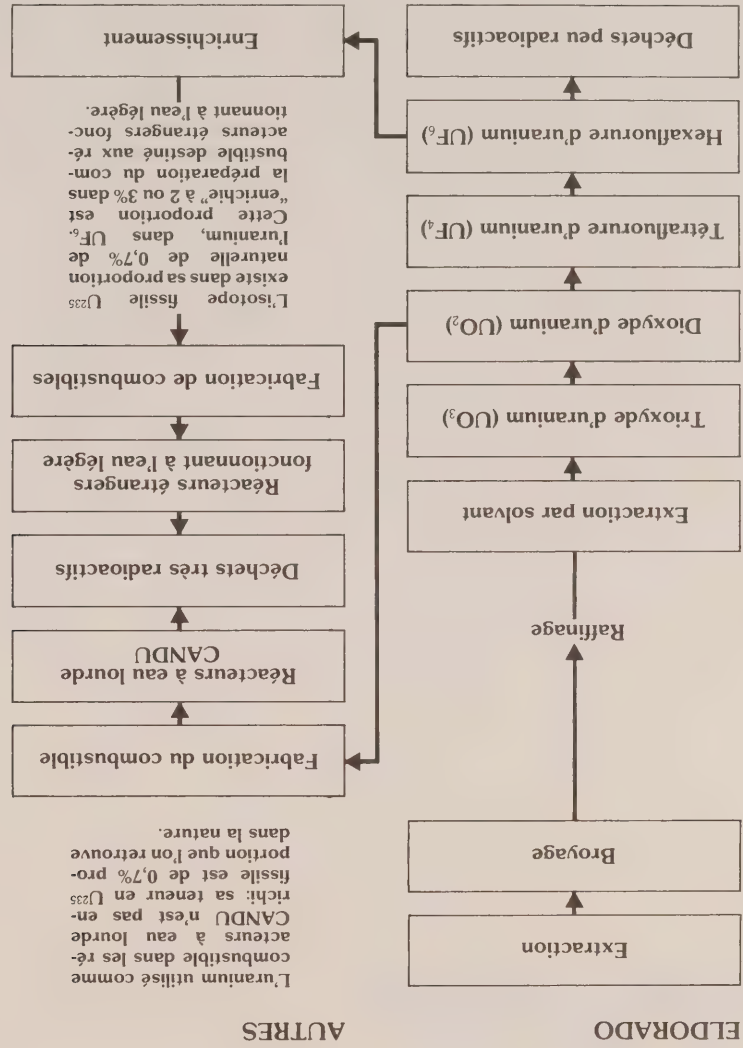 ELDORADO
Extraction
Broyage
Raffinage
Extraction par solvant
Trioxyde d'uranium (UO₃)
Dioxyde d'uranium (UO₂)
Tétrafluorure d'uranium (UF₄)
Hexafluorure d'uranium (UF₆)
Déchets peu radioactifs
AUTRES
L'uranium utilisé comme
combustible dans les ré-
acteurs à eau lourde
CANDU n'est pas en-
richi: sa teneur en U₂₃₅
fissile est de 0,7% pro-
portion que l'on retrouve
dans la nature.
Fabrication du combustible
Réacteurs à eau lourde
CANDU
Déchets très radioactifs
Réacteurs étrangers
fonctionnant à l'eau légère
Fabrication de combustibles
L'isotope fissile U₂₃₅
existe dans sa proportion
naturelle de 0,7% de
l'uranium, dans UF₆.
Cette proportion est
"enrichie" à 2 ou 3% dans
la préparation du com-
bustible destiné aux ré-
acteurs étrangers fonc-
tionnant à l'eau légère.
Enrichissement